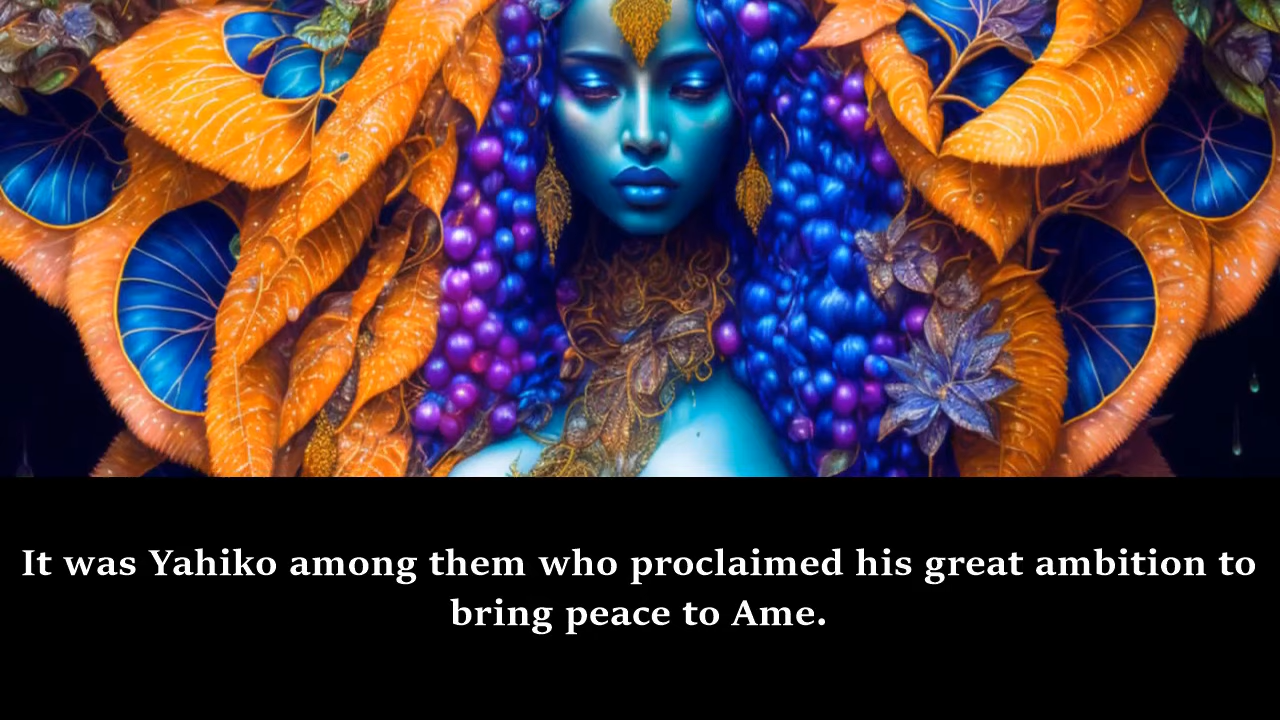 It was Yahiko among them who proclaimed his great ambition to
bring peace to Ame.